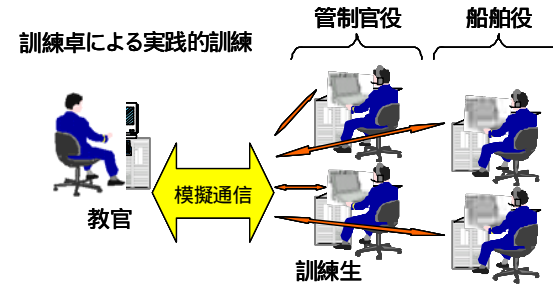 管制官役
船舶役
訓練卓による実践的訓練
模擬通信
教官
訓練生